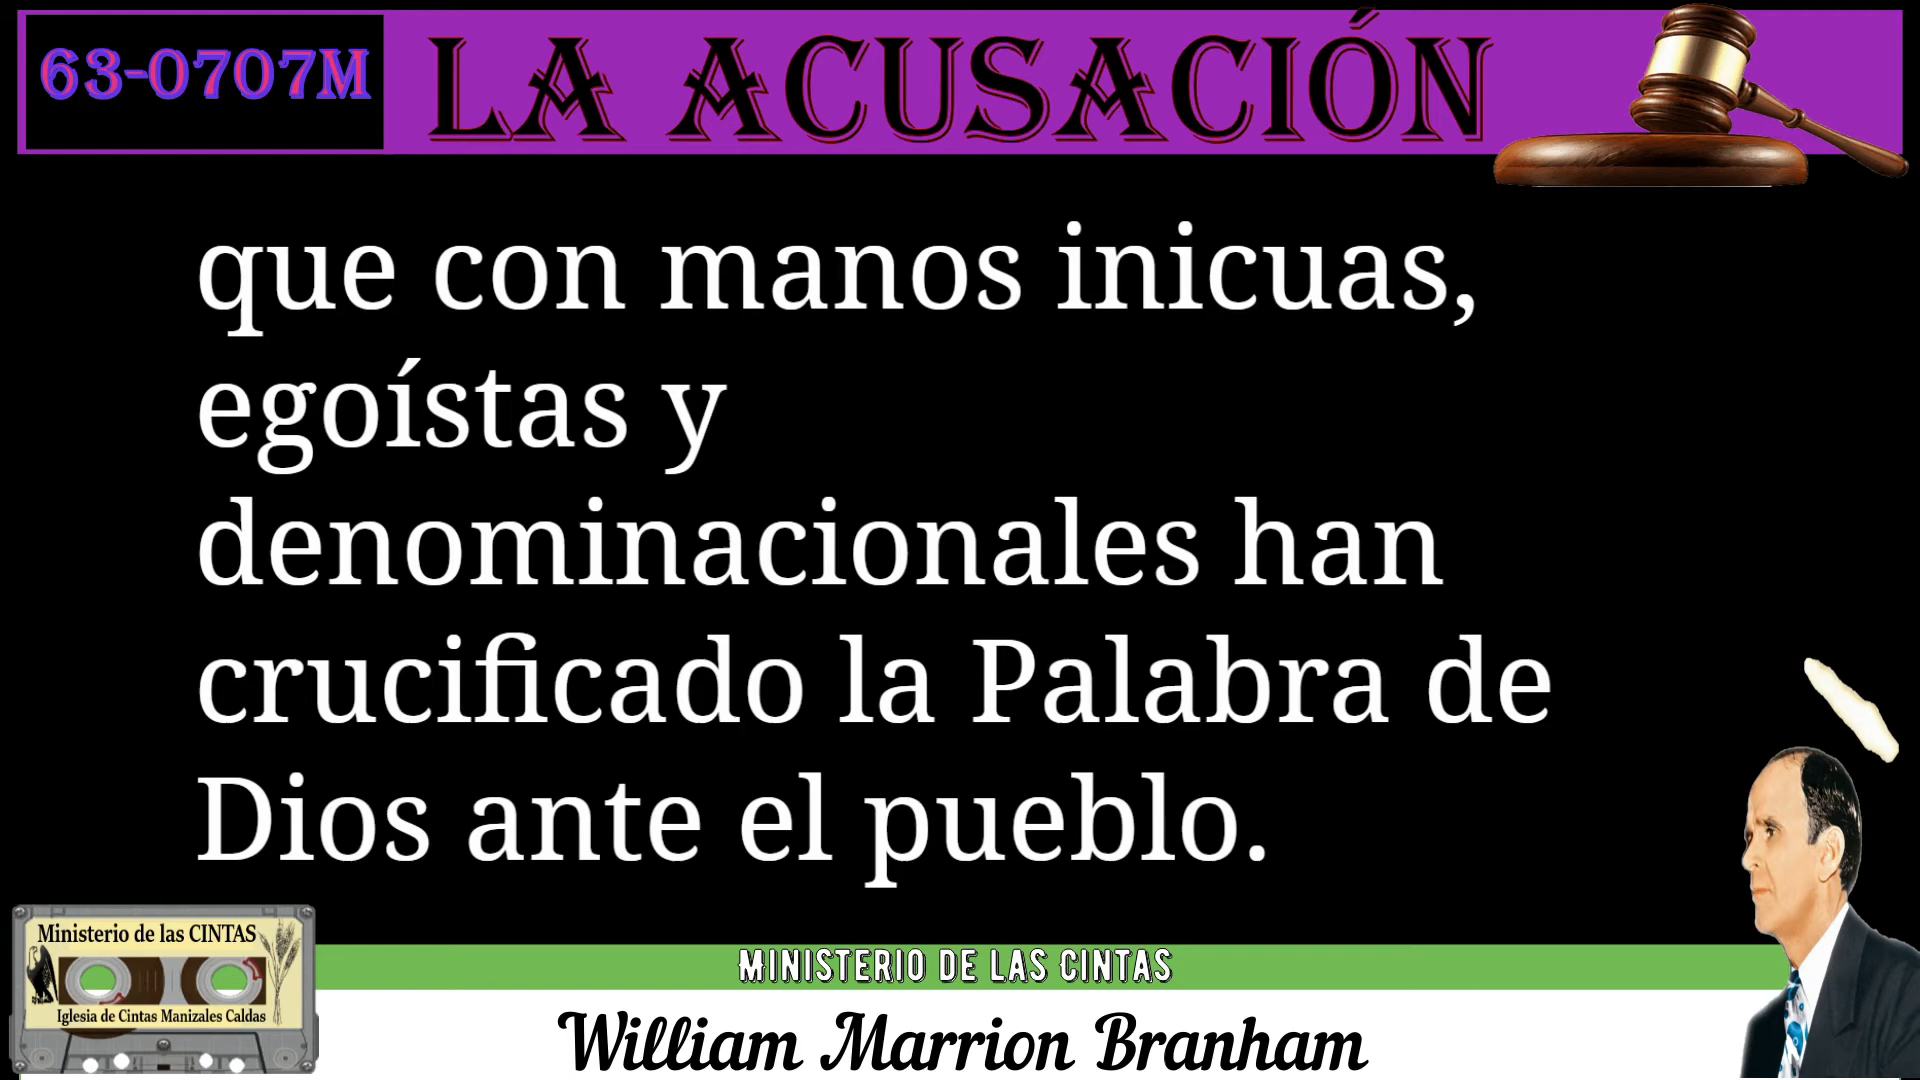 63-0707M
LA ACUSACIÓN
que con manos inicuas,
egoístas y
denominacionales han
crucificado la Palabra de
Dios ante el pueblo.
Ministerio de las CINTAS
Iglesia de Cintas Manizales Caldas
MINISTERIO DE LAS CINTAS
William Marrion Branham